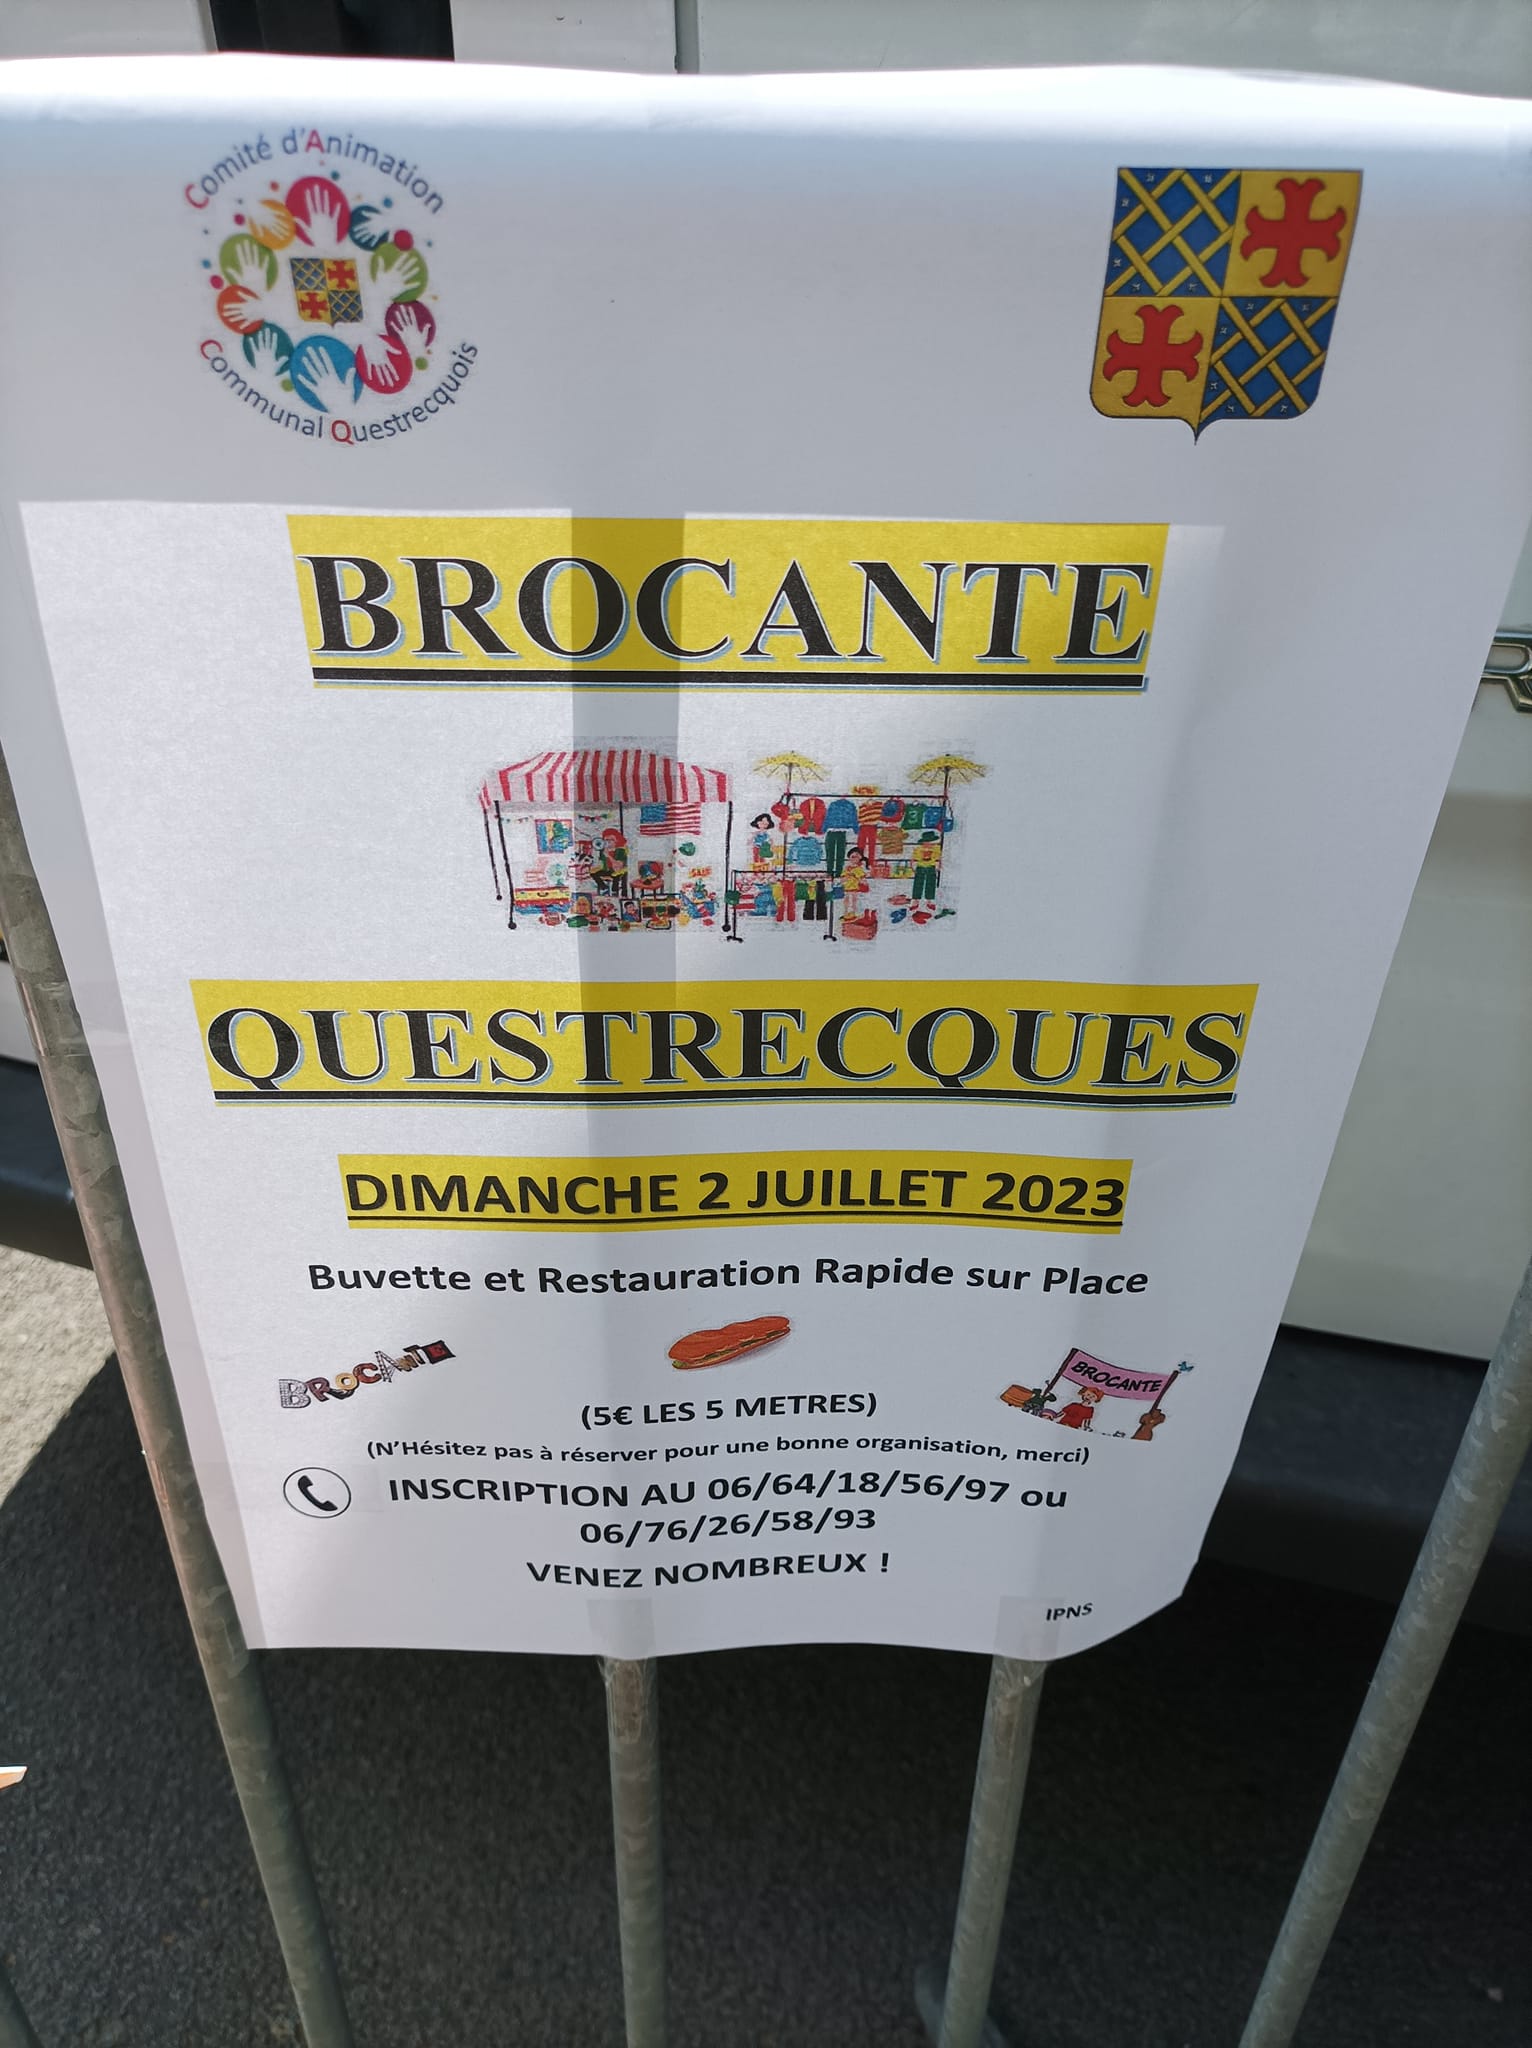 Comité d'Animation
Communal Questrecquois
BROCANTE
QUESTRECQUES
DIMANCHE 2 JUILLET 2023
Buvette et Restauration Rapide sur Place
BROCANTE
BROCANTE
(5€ LES 5 METRES)
(N'Hésitez pas à réserver pour une bonne organisation, merci)
INSCRIPTION AU 06/64/18/56/97 ou
06/76/26/58/93
VENEZ NOMBREUX !
IPNS